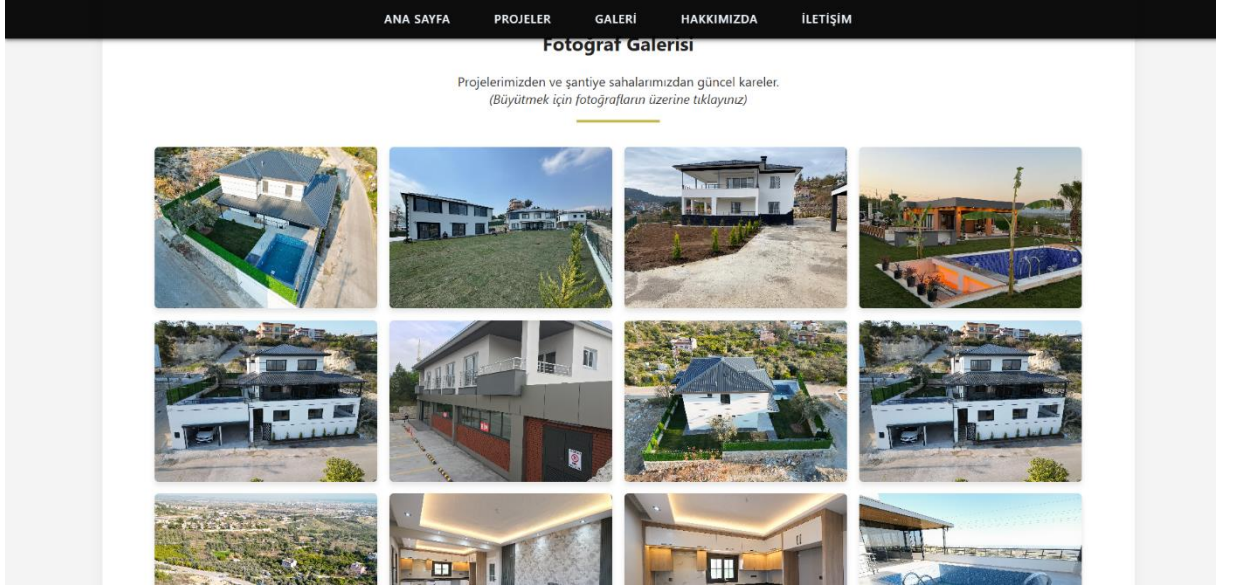 ANA SAYFA PROJELER GALERİ HAKKIMIZDA İLETİŞİM
Fotoğraf Galerisi
Projelerimizden ve şantiye sahalarımızdan güncel kareler.
(Büyütmek için fotoğrafların üzerine tıklayınız)